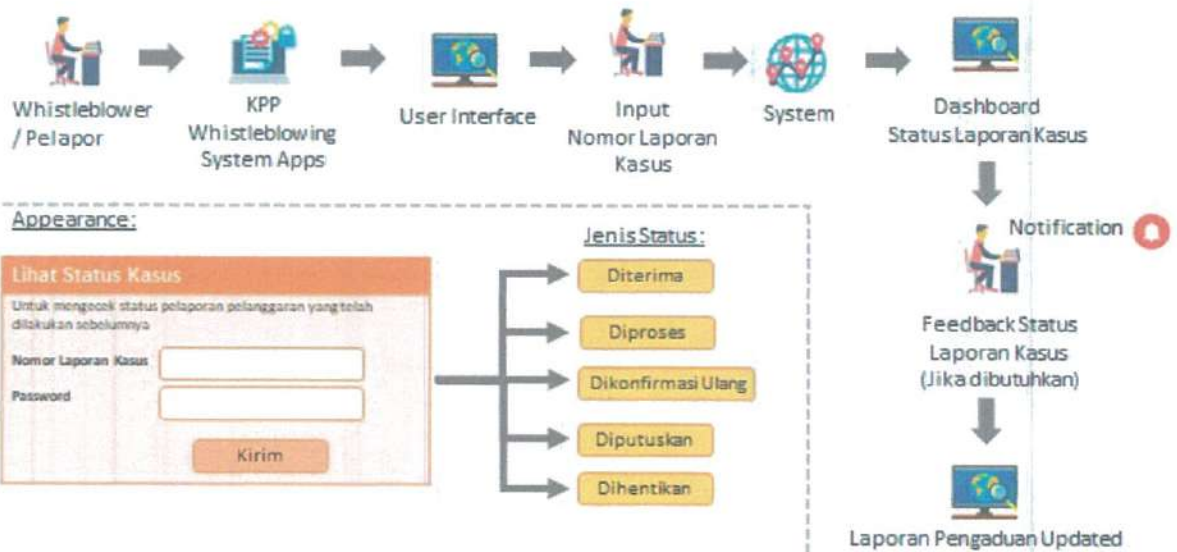 Whistleblower
/ Pelapor
KPP
Whistleblowing
System Apps
User Interface
Input
Nomor Laporan
Kasus
System
Dashboard
Status Laporan Kasus
Notification
Feedback Status
Laporan Kasus
(Jika dibutuhkan)
Laporan Pengaduan Updated
Appearance:
Lihat Status Kasus
Untuk mengecek status pelaporan pelanggaran yang telah
dilakukan sebelumnya
Nomor Laporan Kasus
Password
Kirim
Jenis Status:
Diterima
Diproses
Dikonfirmasi Ulang
Diputuskan
Dihentikan